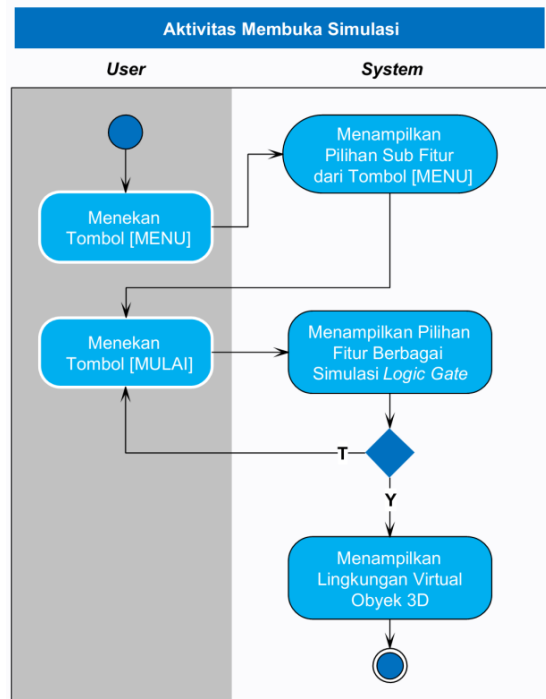 Aktivitas Membuka Simulasi
User
System
Menampilkan
Pilihan Sub Fitur
dari Tombol [MENU]
Menekan
Tombol [MENU]
Menekan
Tombol [MULAI]
Menampilkan Pilihan
Fitur Berbagai
Simulasi Logic Gate
T
Y
Menampilkan
Lingkungan Virtual
Obyek 3D